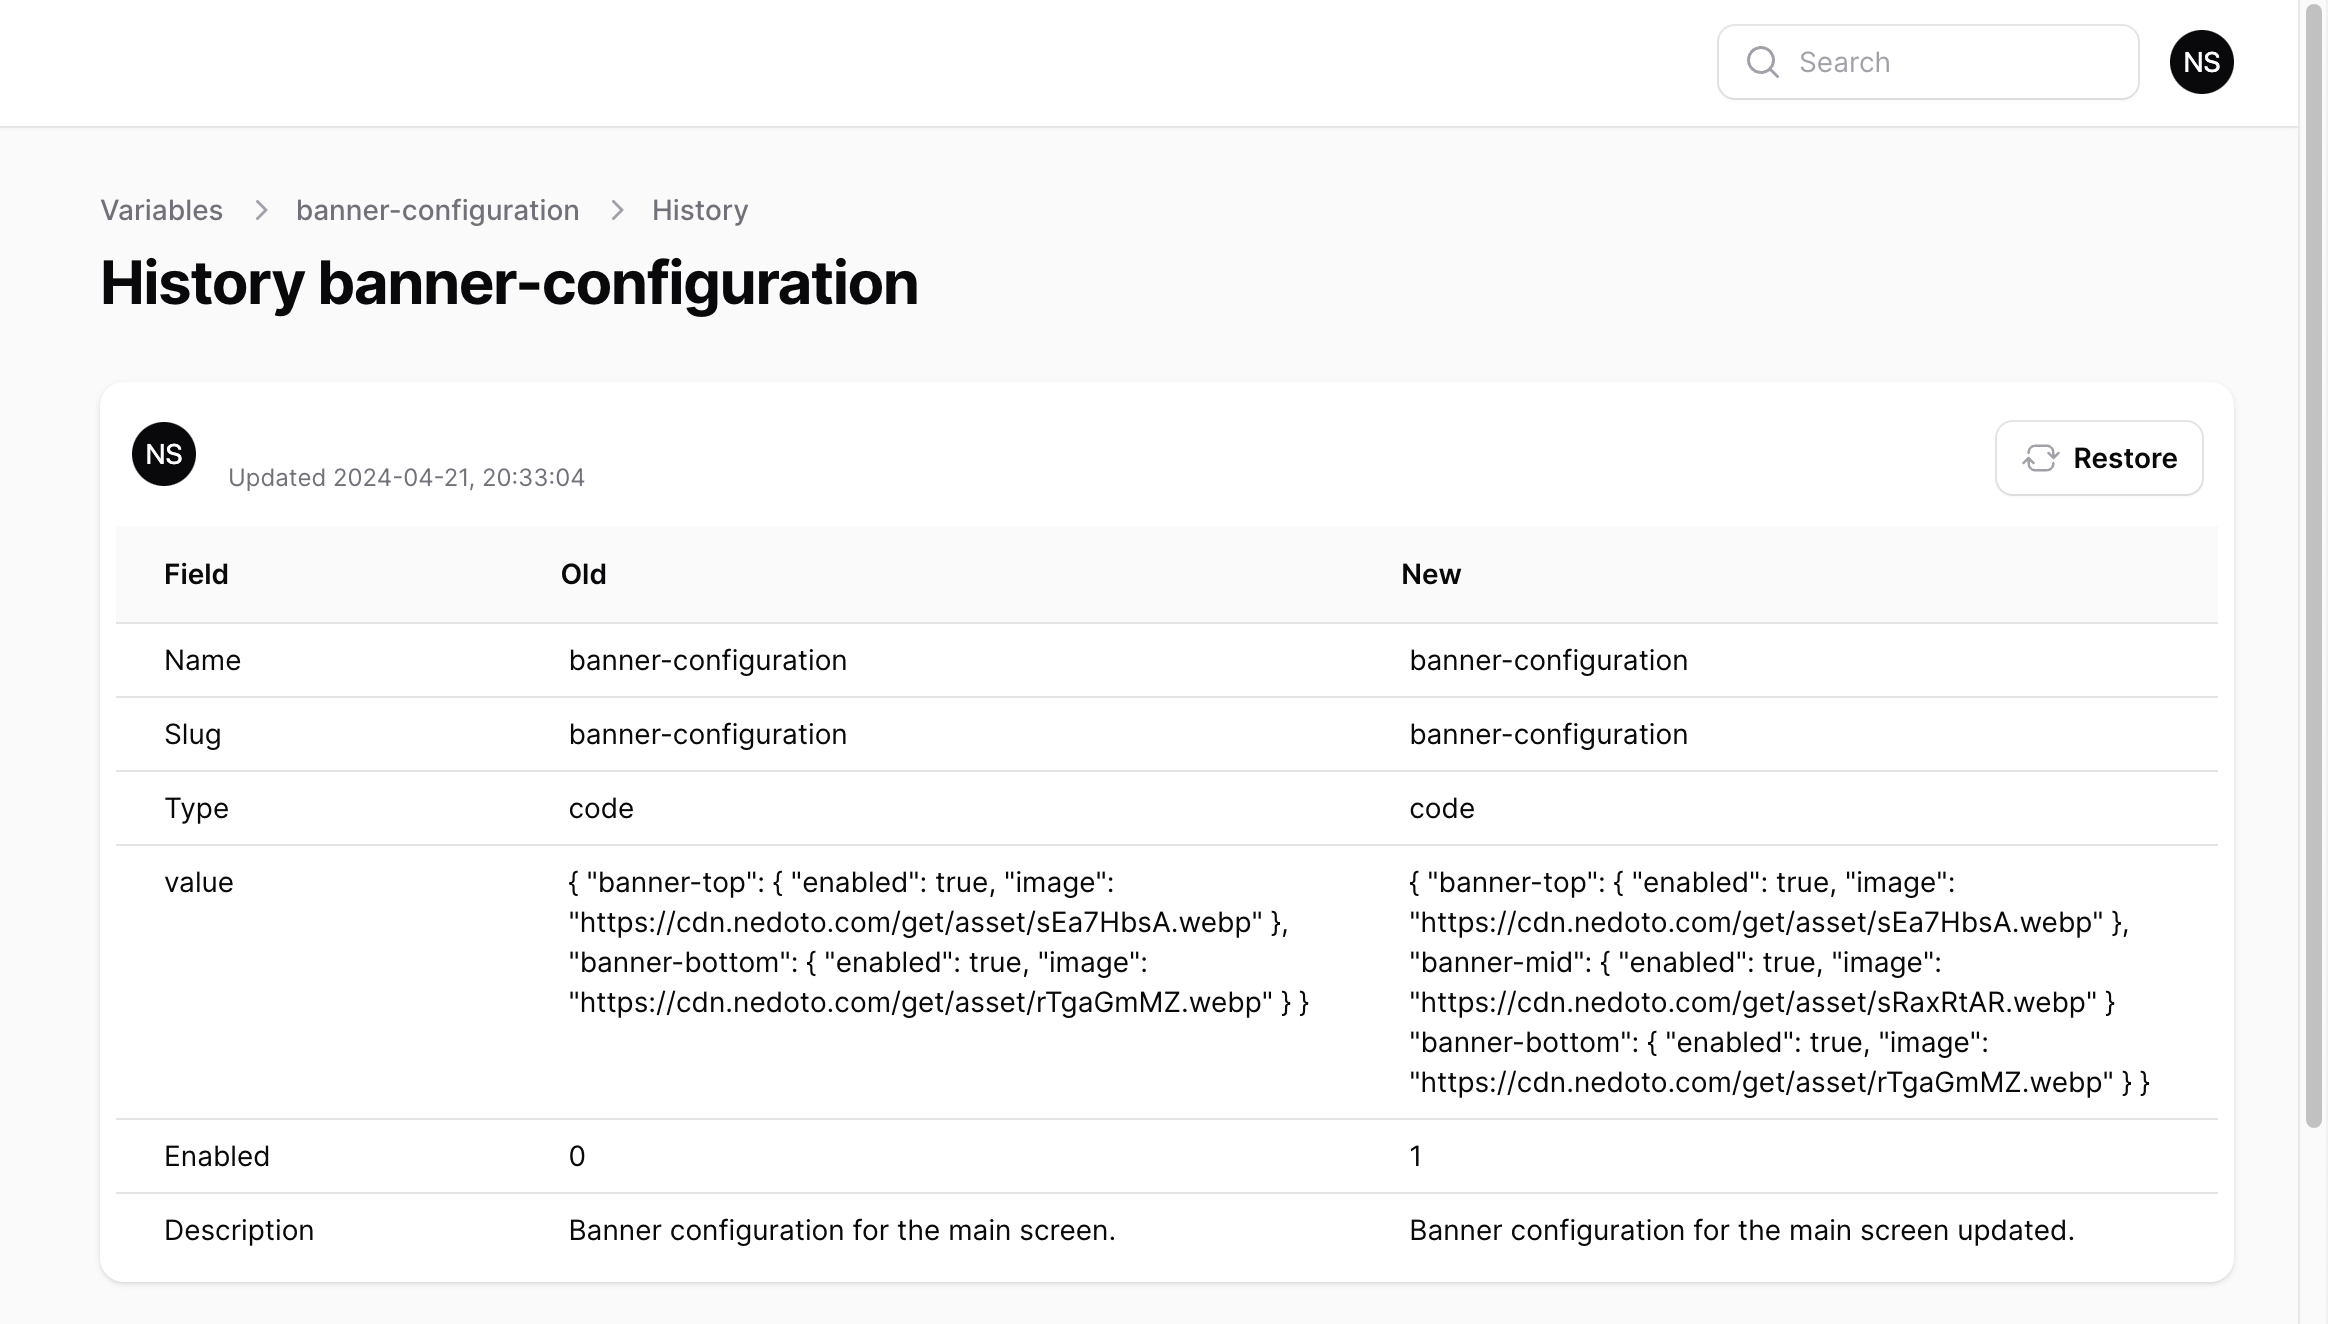 Search
NS
Variables > banner-configuration > History
History banner-configuration
NS
Updated 2024-04-21, 20:33:04
Restore
Field Old New
Name banner-configuration banner-configuration
Slug banner-configuration banner-configuration
Type code code
value
{ "banner-top": { "enabled": true, "image":
"https://cdn.nedoto.com/get/asset/sEa7HbsA.webp" },
"banner-bottom": { "enabled": true, "image":
"https://cdn.nedoto.com/get/asset/rTgaGmMZ.webp" } }
{ "banner-top": { "enabled": true, "image":
"https://cdn.nedoto.com/get/asset/sEa7HbsA.webp" },
"banner-mid": { "enabled": true, "image":
"https://cdn.nedoto.com/get/asset/sRaxRtAR.webp" }
"banner-bottom": { "enabled": true, "image":
"https://cdn.nedoto.com/get/asset/rTgaGmMZ.webp" } }
Enabled 0 1
Description Banner configuration for the main screen. Banner configuration for the main screen updated.